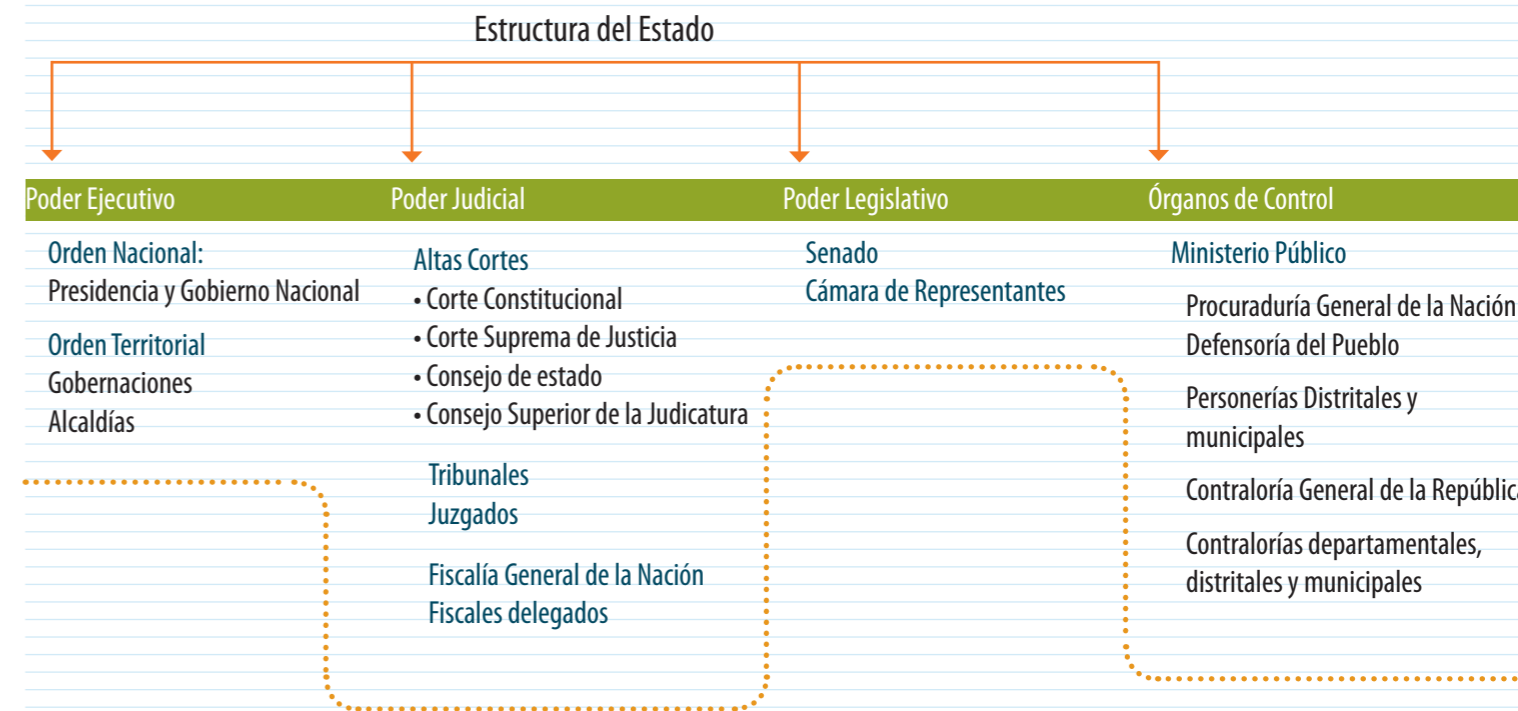 Estructura del Estado
Poder Ejecutivo
Orden Nacional:
Presidencia y Gobierno Nacional
Orden Territorial
Gobernaciones
Alcaldías
Poder Judicial
Altas Cortes
• Corte Constitucional
• Corte Suprema de Justicia
• Consejo de estado
• Consejo Superior de la Judicatura
Tribunales
Juzgados
Fiscalía General de la Nación
Fiscales delegados
Poder Legislativo
Senado
Cámara de Representantes
Órganos de Control
Ministerio Público
Procuraduría General de la Nación
Defensoría del Pueblo
Personerías Distritales y
municipales
Contraloría General de la República
Contralorías departamentales,
distritales y municipales